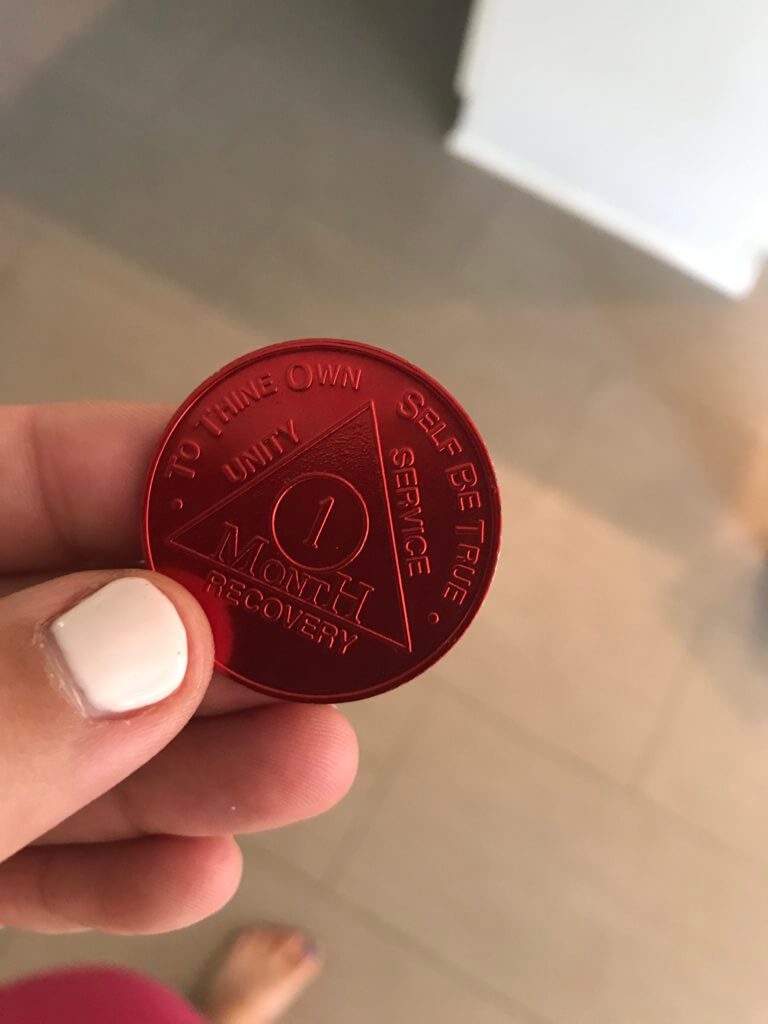 TO THINE OWN SELF BE TRUE
UNITY
SERVICE
1
MONTH
RECOVERY